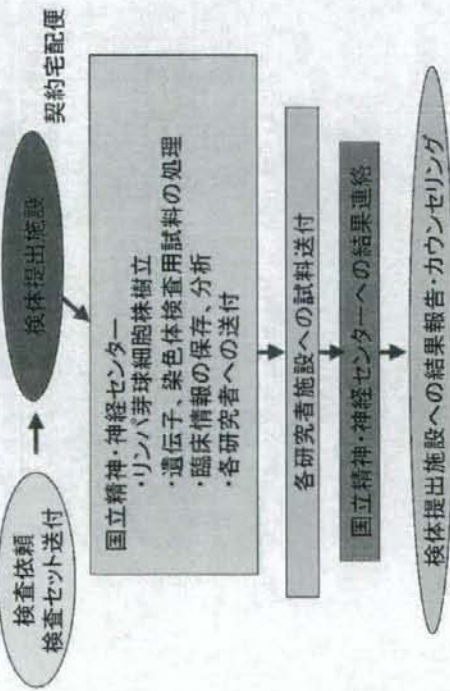 検査依頼
検査セット送付
検体提出施設
契約宅配便
国立精神・神経センター
・リンパ芽球細胞株樹立
・遺伝子、染色体検査用試料の処理
・臨床情報の保存、分析
・各研究者への送付
各研究者施設への試料送付
国立精神・神経センターへの結果連絡
検体提出施設への結果報告・カウンセリング